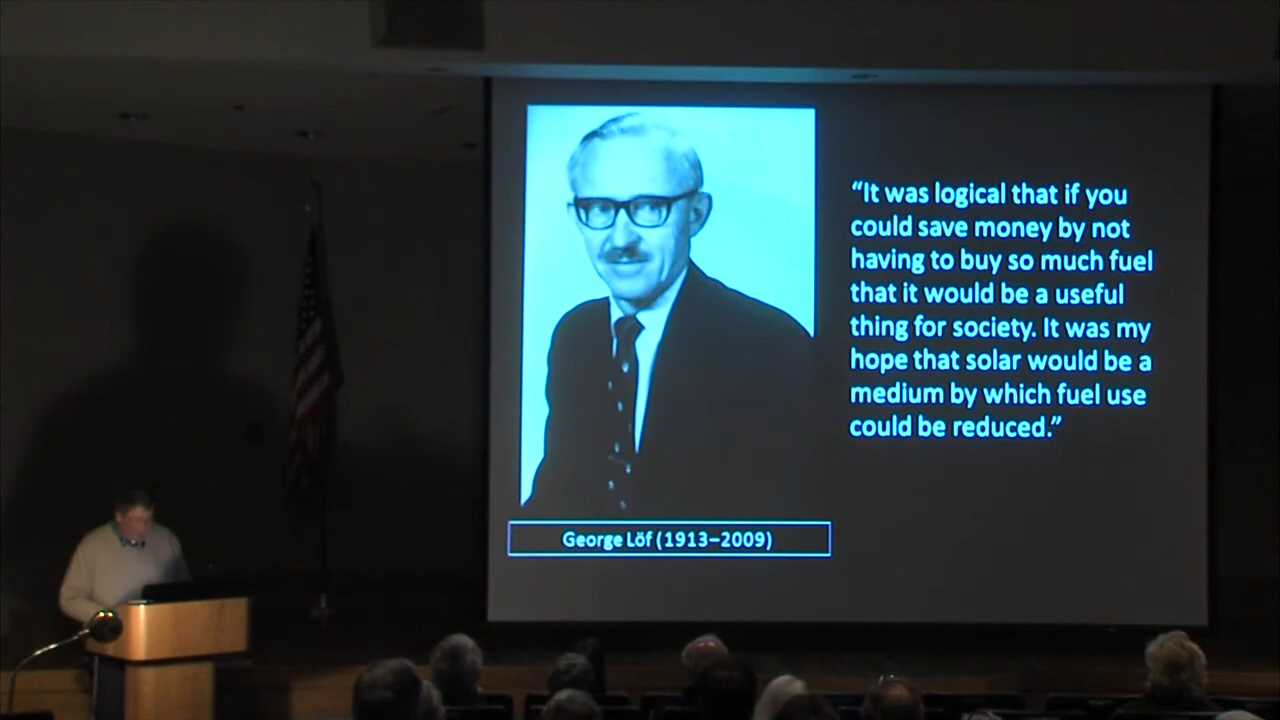 “It was logical that if you
could save money by not
having to buy so much fuel
that it would be a useful
thing for society. It was my
hope that solar would be a
medium by which fuel use
could be reduced.”
George Löf (1913–2009)